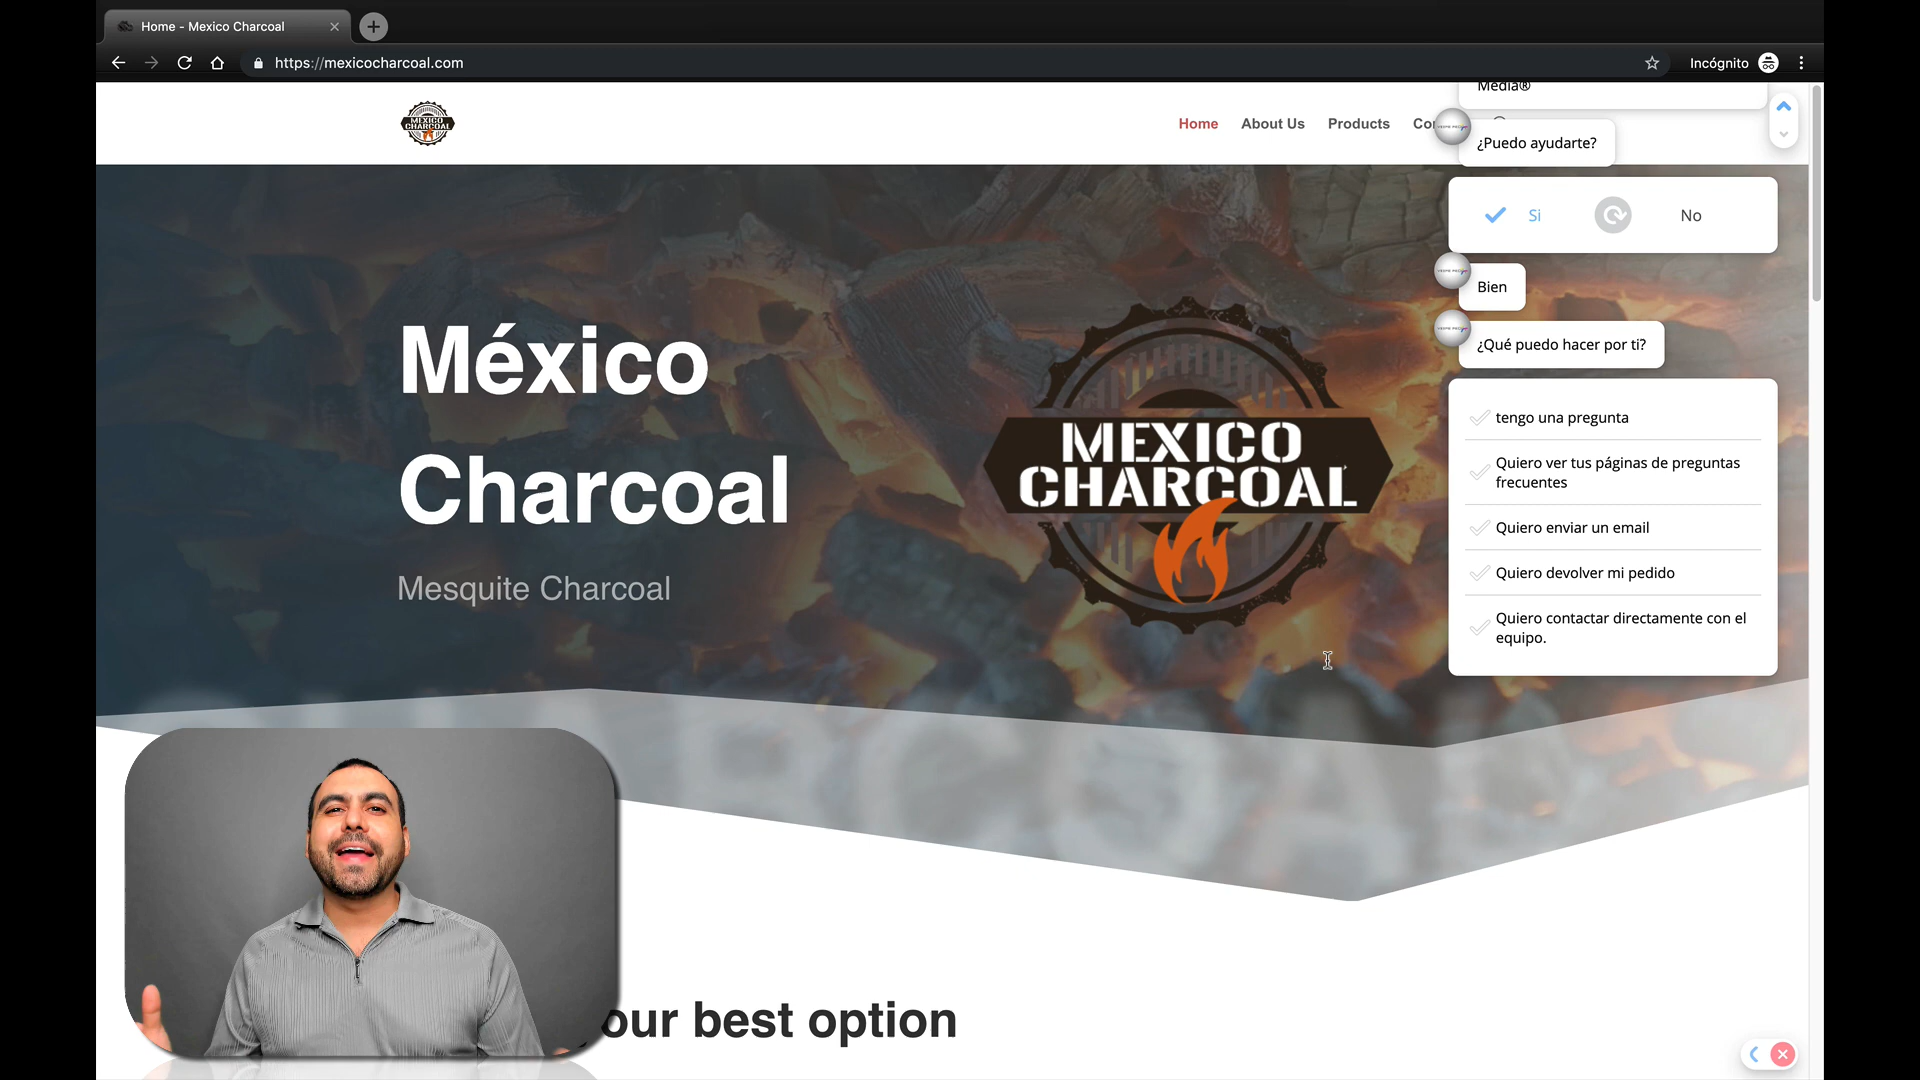 Home - Mexico Charcoal
https://mexicocharcoal.com
Incógnito
MEXICO
CHARCOAL
Home
About Us
Products
Media®
¿Puedo ayudarte?
Si
No
Bien
¿Qué puedo hacer por ti?
tengo una pregunta
Quiero ver tus páginas de preguntas
frecuentes
Quiero enviar un email
Quiero devolver mi pedido
Quiero contactar directamente con el
equipo.
México
Charcoal
Mesquite Charcoal
MEXICO
CHARCOAL
our best option